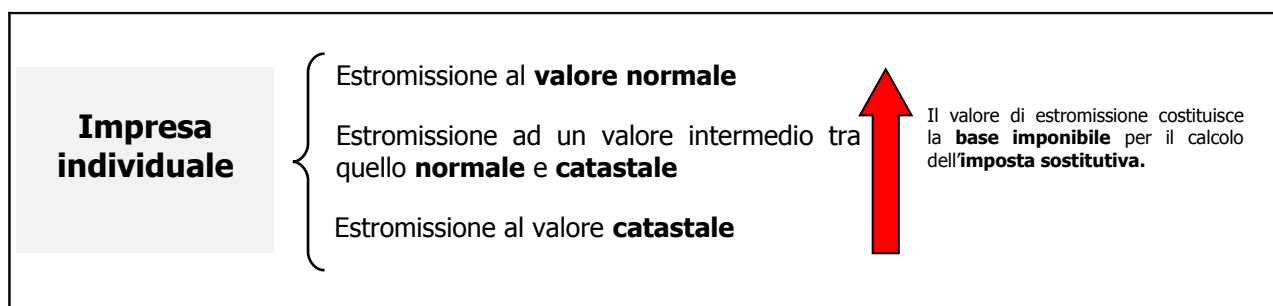 Impresa
individuale
Estromissione al valore normale
Estromissione ad un valore intermedio tra
quello normale e catastale
Estromissione al valore catastale
Il valore di estromissione costituisce
la base imponibile per il calcolo
dell'imposta sostitutiva.